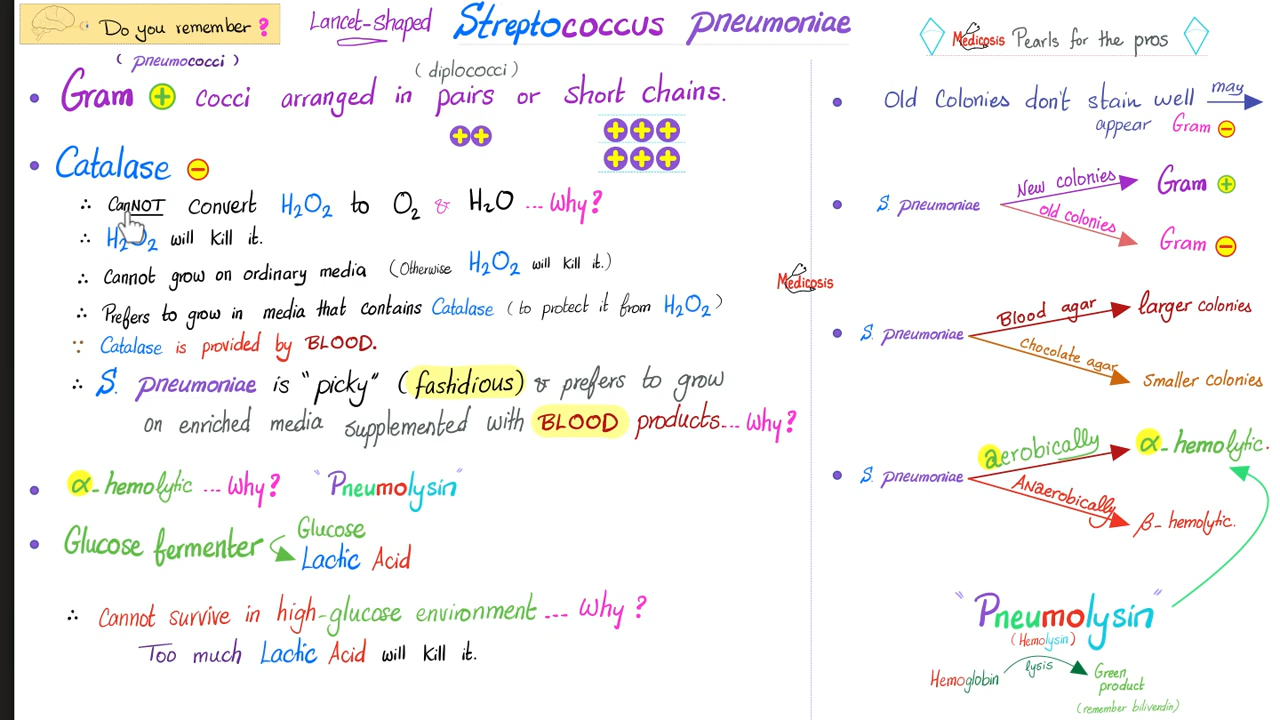 Do you remember ?
Lancet-shaped Streptococcus pneumoniae
(pneumococci)
(diplococci)
• Gram + cocci arranged in pairs or short chains.
• Catalase -
∴ CanNOT convert H₂O₂ to O₂ & H₂O ... Why?
∴ H₂O₂ will kill it.
∴ Cannot grow on ordinary media (Otherwise H₂O₂ will kill it.)
∴ Prefers to grow in media that contains Catalase (to protect it from H₂O₂)
∵ Catalase is provided by BLOOD.
∴ S. pneumoniae is "picky" (fastidious) & prefers to grow
on enriched media supplemented with BLOOD products... Why?
• α-hemolytic ... Why? "Pneumolysin"
• Glucose fermenter
Glucose
Lactic Acid
∴ Cannot survive in high-glucose environment ... Why?
Too much Lactic Acid will kill it.
Medicosis
Medicosis Pearls for the pros
• Old Colonies don't stain well may
appear Gram -
• S. pneumoniae
New colonies Gram +
old colonies Gram -
• S. pneumoniae
Blood agar larger colonies
chocolate agar smaller colonies
• S. pneumoniae
aerobically α-hemolytic.
Anaerobically β-hemolytic.
"Pneumolysin"
(Hemolysin)
Hemoglobin lysis Green
product
(remember biliverdin)